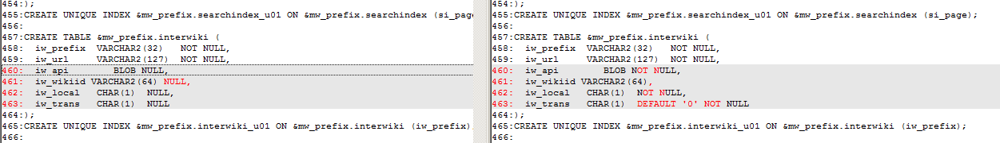 454:);
455:CREATE UNIQUE INDEX &mw_prefix.searchindex_u01 ON &mw_prefix.searchindex (si_page)
456:
457:CREATE TABLE &mw_prefix.interwiki (
458:  iw_prefix  VARCHAR2(32)   NOT NULL,
459:  iw_url     VARCHAR2(127)  NOT NULL,
460:  iw_api        BLOB NULL,
461:  iw_wikiid VARCHAR2(64) NULL,
462:  iw_local   CHAR(1)  NULL,
463:  iw_trans   CHAR(1)  NULL
464:);
465:CREATE UNIQUE INDEX &mw_prefix.interwiki_u01 ON &mw_prefix.interwiki (iw_prefix)
466:
454:);
455:CREATE UNIQUE INDEX &mw_prefix.searchindex_u01 ON &mw_prefix.searchindex (si_page);
456:
457:CREATE TABLE &mw_prefix.interwiki (
458:  iw_prefix  VARCHAR2(32)   NOT NULL,
459:  iw_url     VARCHAR2(127)  NOT NULL,
460:  iw_api        BLOB NOT NULL,
461:  iw_wikiid VARCHAR2(64),
462:  iw_local   CHAR(1)  NOT NULL,
463:  iw_trans   CHAR(1)  DEFAULT '0' NOT NULL
464:);
465:CREATE UNIQUE INDEX &mw_prefix.interwiki_u01 ON &mw_prefix.interwiki (iw_prefix);
466: